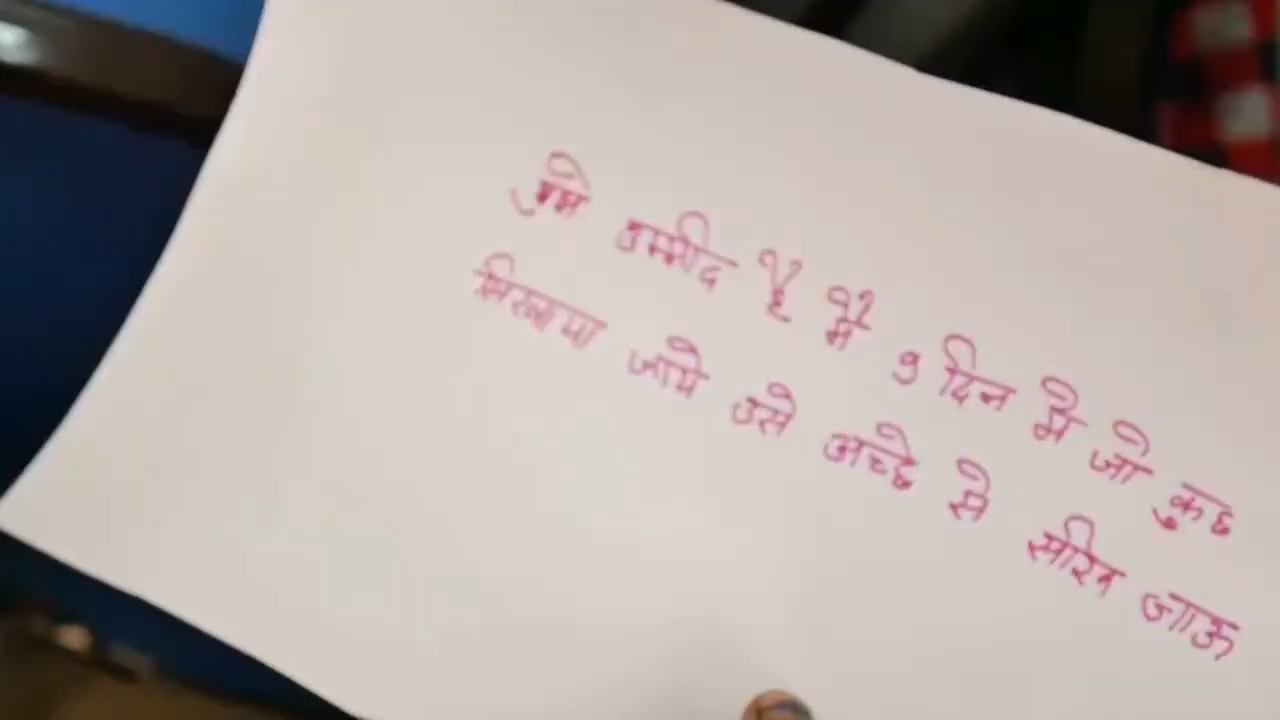 मुझे उम्मीद है मैं 9 दिन में जो कुछ
सिखाया जाये उसे अच्छे से सीख जाऊ